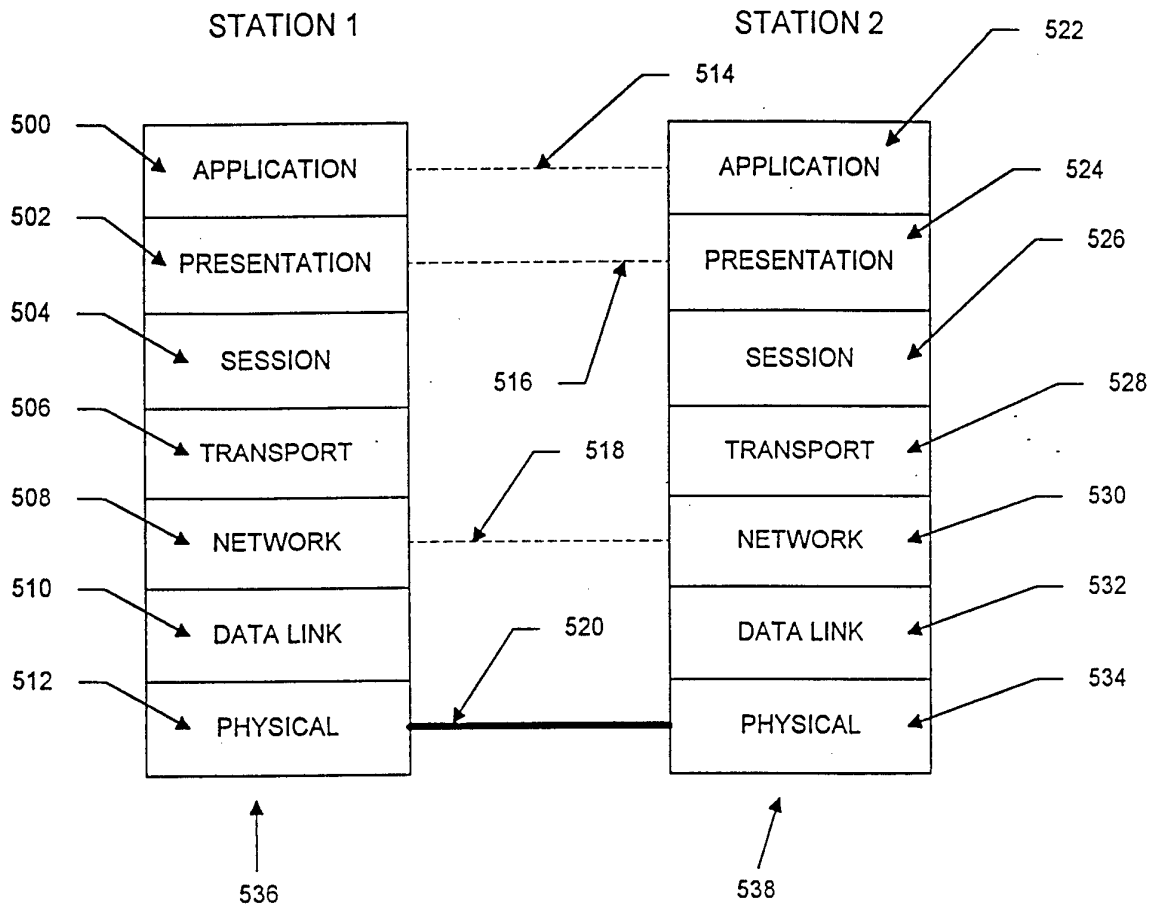 STATION 1
STATION 2
522
514
500
APPLICATION
APPLICATION
524
502
PRESENTATION
PRESENTATION
526
504
SESSION
SESSION
516
528
506
TRANSPORT
TRANSPORT
518
508
NETWORK
NETWORK
530
510
DATA LINK
DATA LINK
532
520
512
PHYSICAL
PHYSICAL
534
536
538